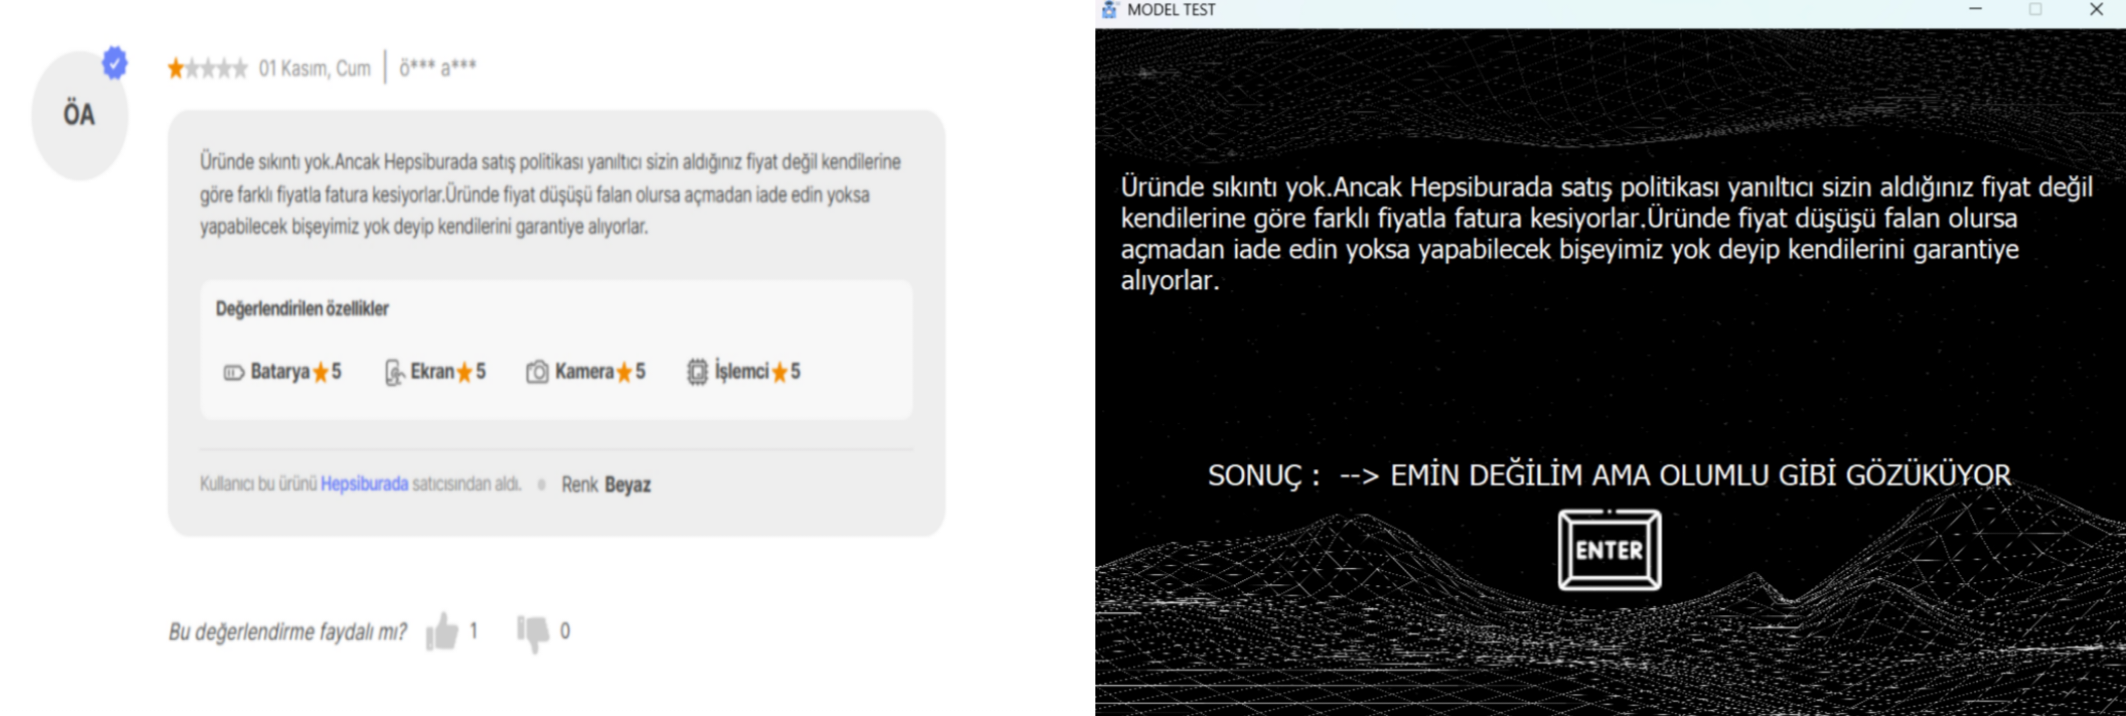 ÖA
01 Kasım, Cum | ö*** a***
Üründe sıkıntı yok.Ancak Hepsiburada satış politikası yanıltıcı sizin aldığınız fiyat değil kendilerine
göre farklı fiyatla fatura kesiyorlar.Üründe fiyat düşüşü falan olursa açmadan iade edin yoksa
yapabilecek bişeyimiz yok deyip kendilerini garantiye alıyorlar.
Değerlendirilen özellikler
Batarya 5 Ekran 5 Kamera 5 İşlemci 5
Kullanıcı bu ürünü Hepsiburada satıcısından aldı. Renk Beyaz
Bu değerlendirme faydalı mı? 1 0
MODEL TEST
Üründe sıkıntı yok.Ancak Hepsiburada satış politikası yanıltıcı sizin aldığınız fiyat değil
kendilerine göre farklı fiyatla fatura kesiyorlar.Üründe fiyat düşüşü falan olursa
açmadan iade edin yoksa yapabilecek bişeyimiz yok deyip kendilerini garantiye
alıyorlar.
SONUÇ : --> EMİN DEĞİLİM AMA OLUMLU GİBİ GÖZÜKÜYOR
ENTER